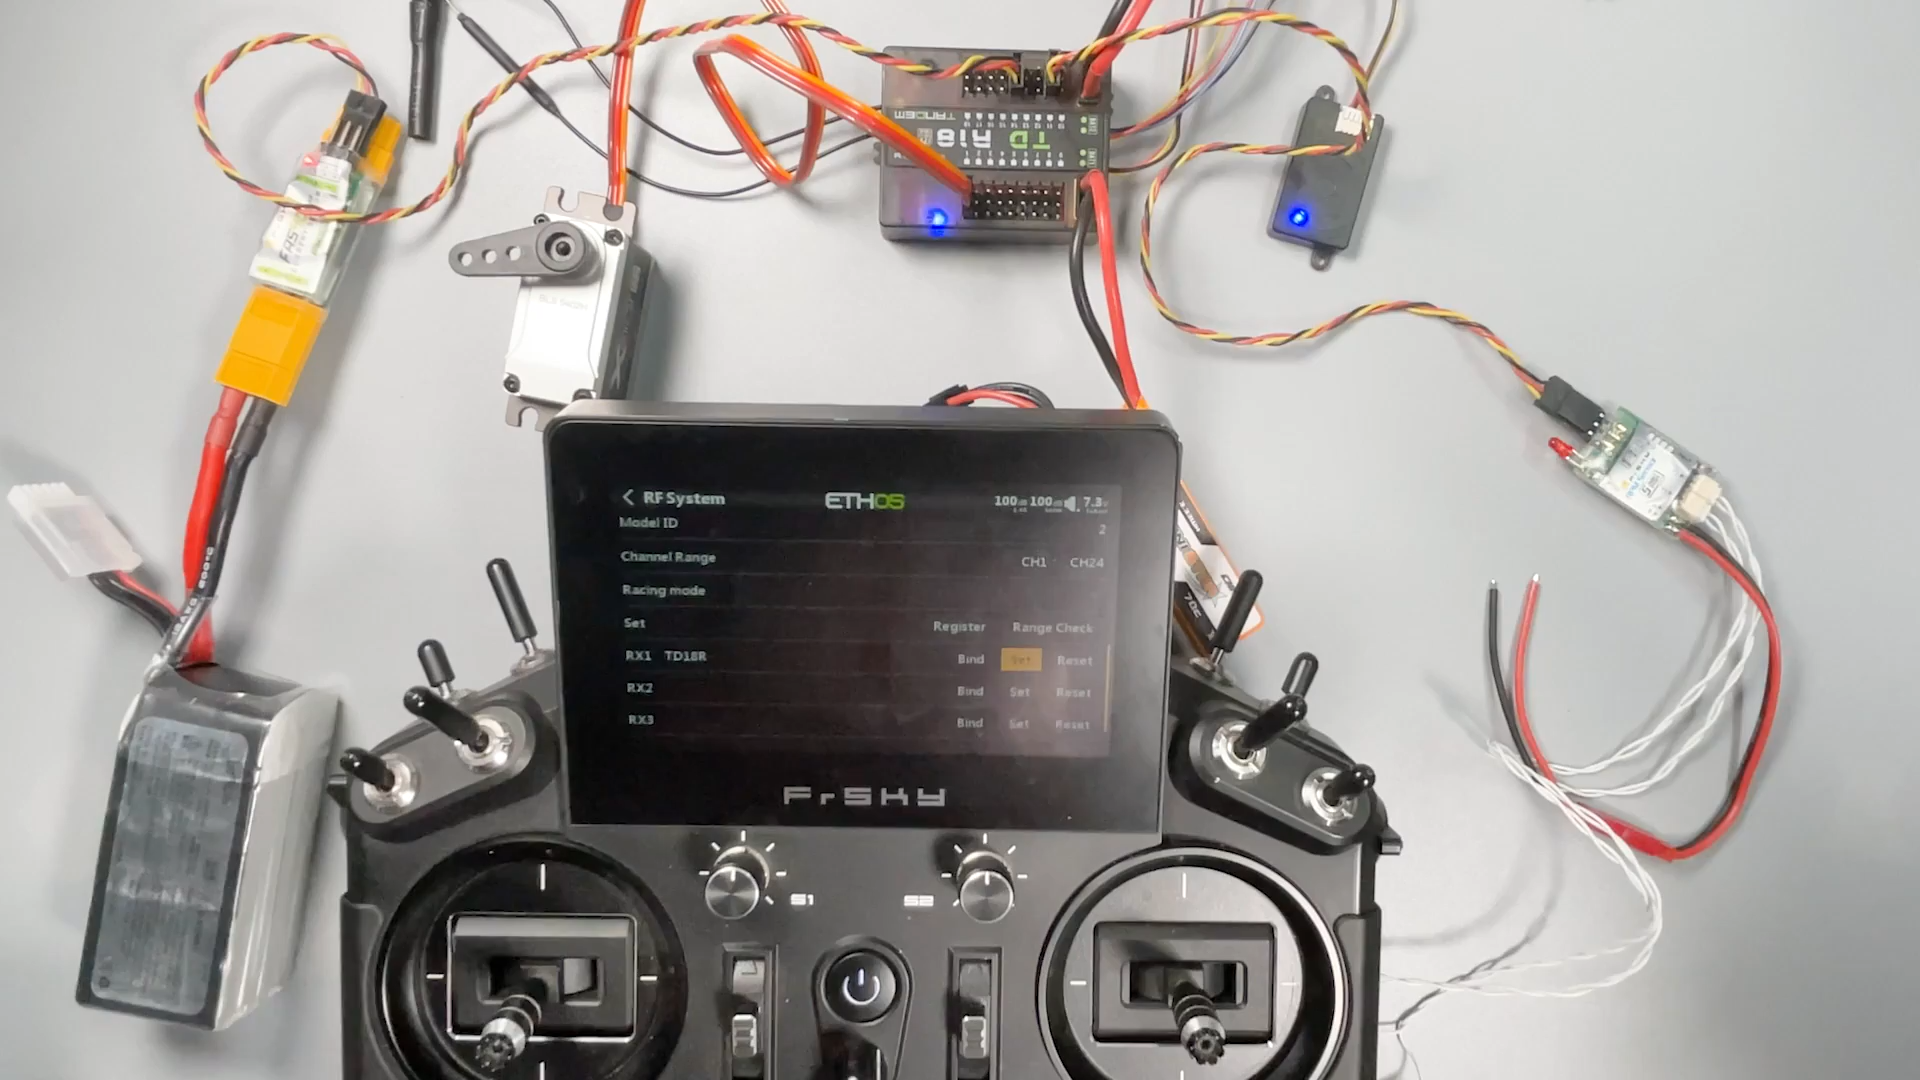 TANDEM
TD R18
FAS
RF System
ETHOS
100 100 7.3
Model ID
2
Channel Range
CH1 CH24
Racing mode
Set
Register Range Check
RX1 TD18R
Bind Set Reset
RX2
Bind Set Reset
RX3
Bind Set Reset
FrSKY
S1
S2